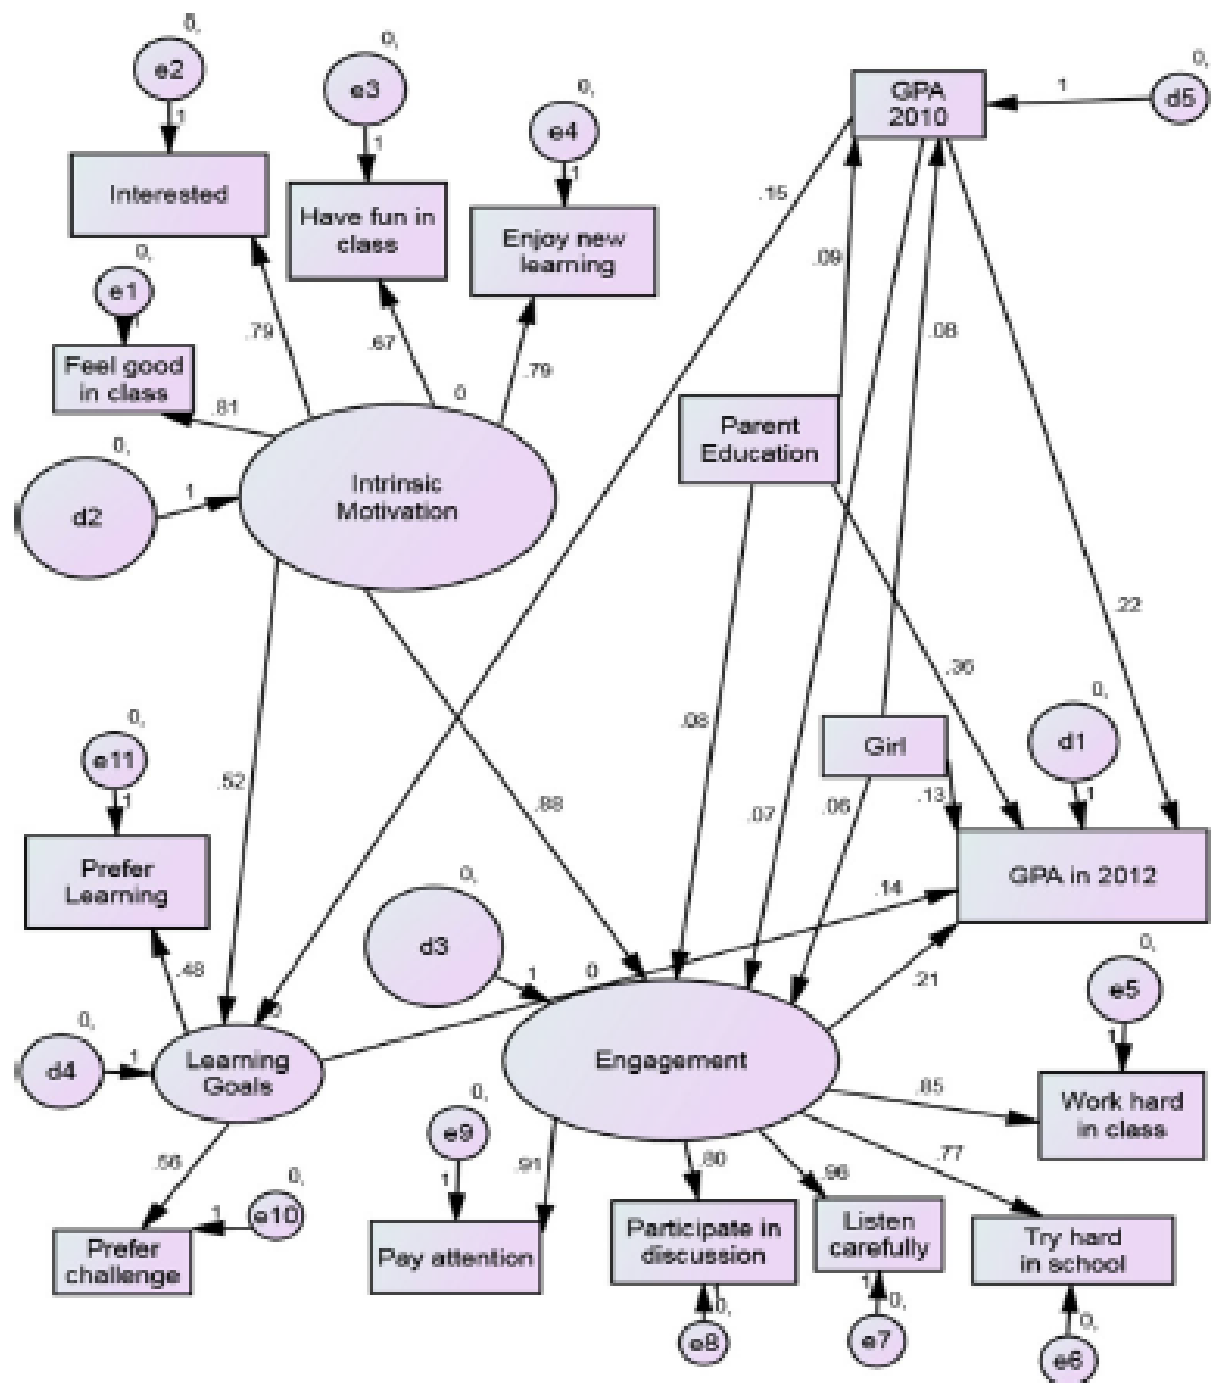 0,
e2
1
Interested
0,
e3
1
Have fun in
class
0,
e4
1
Enjoy new
learning
0,
e1
Feel good
in class
.79
.67
.79
.81
0
0,
d2
1
Intrinsic
Motivation
GPA
2010
1
0,
d5
.15
.09
.08
Parent
Education
.22
.36
.08
.07
Girl
.06
.13
0,
d1
1
GPA in 2012
.52
.88
0,
e11
1
Prefer
Learning
.48
0,
d4
1
Learning
Goals
.56
0,
e10
1
Prefer
challenge
0,
d3
1
0
.14
.21
Engagement
0,
e5
1
Work hard
in class
.85
.77
0,
e9
1
.91
Pay attention
.80
Participate in
discussion
1
0,
e8
.96
Listen
carefully
1
0,
e7
Try hard
in school
0,
e6